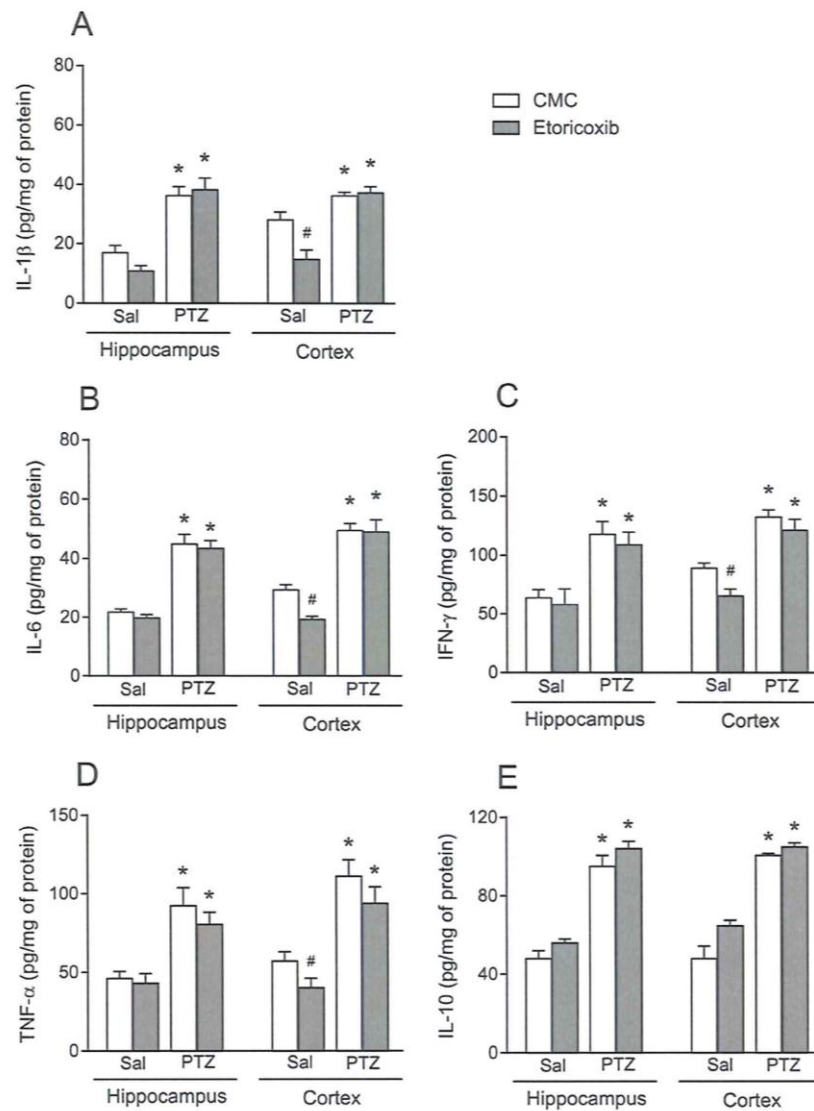 A
IL-1β (pg/mg of protein)
80
60
40
20
0
* *
#
* *
Sal PTZ Sal PTZ
Hippocampus Cortex
CMC
Etoricoxib
B
IL-6 (pg/mg of protein)
80
60
40
20
0
* *
#
* *
Sal PTZ Sal PTZ
Hippocampus Cortex
C
IFN-γ (pg/mg of protein)
200
150
100
50
0
* *
#
* *
Sal PTZ Sal PTZ
Hippocampus Cortex
D
TNF-α (pg/mg of protein)
150
100
50
0
* *
#
* *
Sal PTZ Sal PTZ
Hippocampus Cortex
E
IL-10 (pg/mg of protein)
120
80
40
0
* *
* *
Sal PTZ Sal PTZ
Hippocampus Cortex